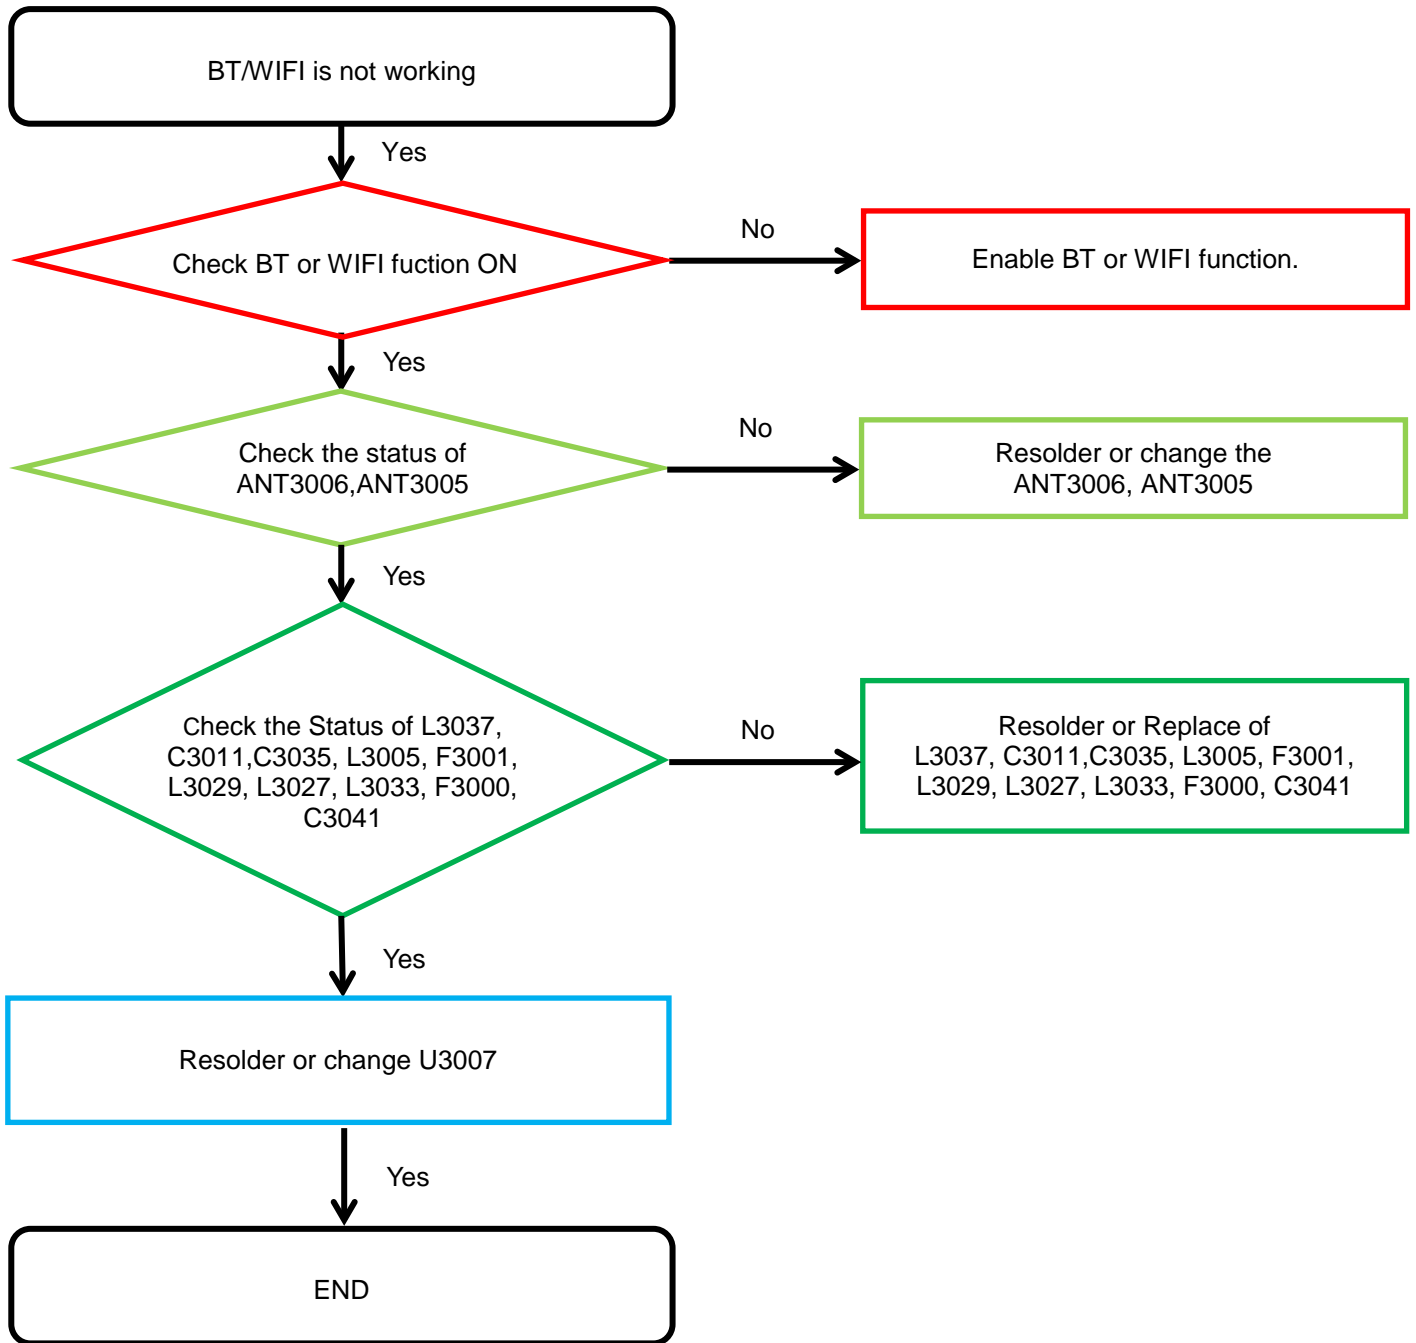 BT/WIFI is not working
Yes
Check BT or WIFI fuction ON
No
Enable BT or WIFI function.
Yes
Check the status of
ANT3006,ANT3005
No
Resolder or change the
ANT3006, ANT3005
Yes
Check the Status of L3037,
C3011,C3035, L3005, F3001,
L3029, L3027, L3033, F3000,
C3041
No
Resolder or Replace of
L3037, C3011,C3035, L3005, F3001,
L3029, L3027, L3033, F3000, C3041
Yes
Resolder or change U3007
Yes
END